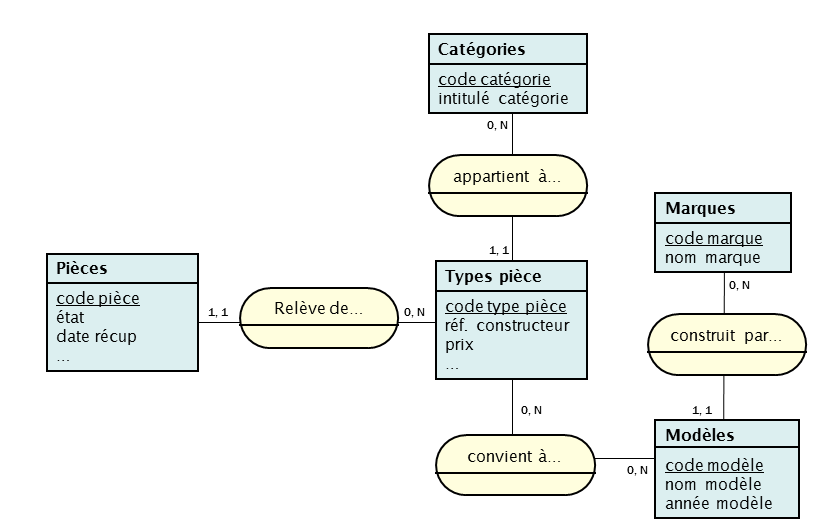 Catégories
code catégorie
intitulé catégorie
0, N
appartient à...
1, 1
Marques
code marque
nom marque
0, N
Pièces
code pièce
état
date récup
...
1, 1
Relève de...
0, N
Types pièce
code type pièce
réf. constructeur
prix
...
construit par...
1, 1
0, N
convient à...
0, N
Modèles
code modèle
nom modèle
année modèle